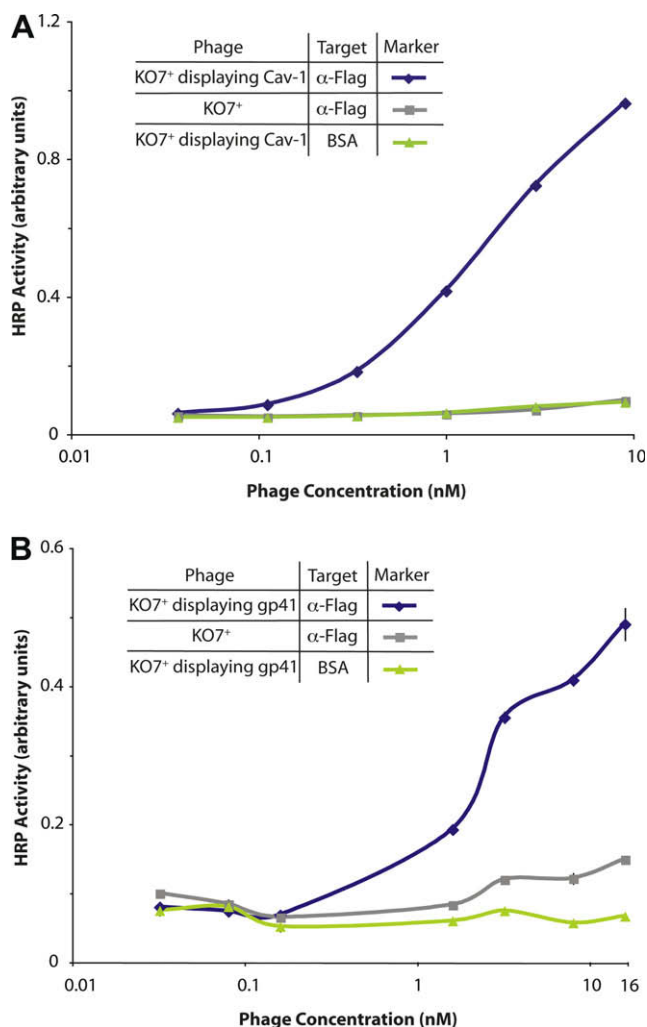 A
1.2
0.8
0.4
0
HRP Activity (arbitrary units)
Phage Target Marker
KO7+ displaying Cav-1 α-Flag
KO7+ α-Flag
KO7+ displaying Cav-1 BSA
0.01 0.1 1 10
Phage Concentration (nM)
B
0.6
0.4
0.2
0
HRP Activity (arbitrary units)
Phage Target Marker
KO7+ displaying gp41 α-Flag
KO7+ α-Flag
KO7+ displaying gp41 BSA
0.01 0.1 1 10 16
Phage Concentration (nM)